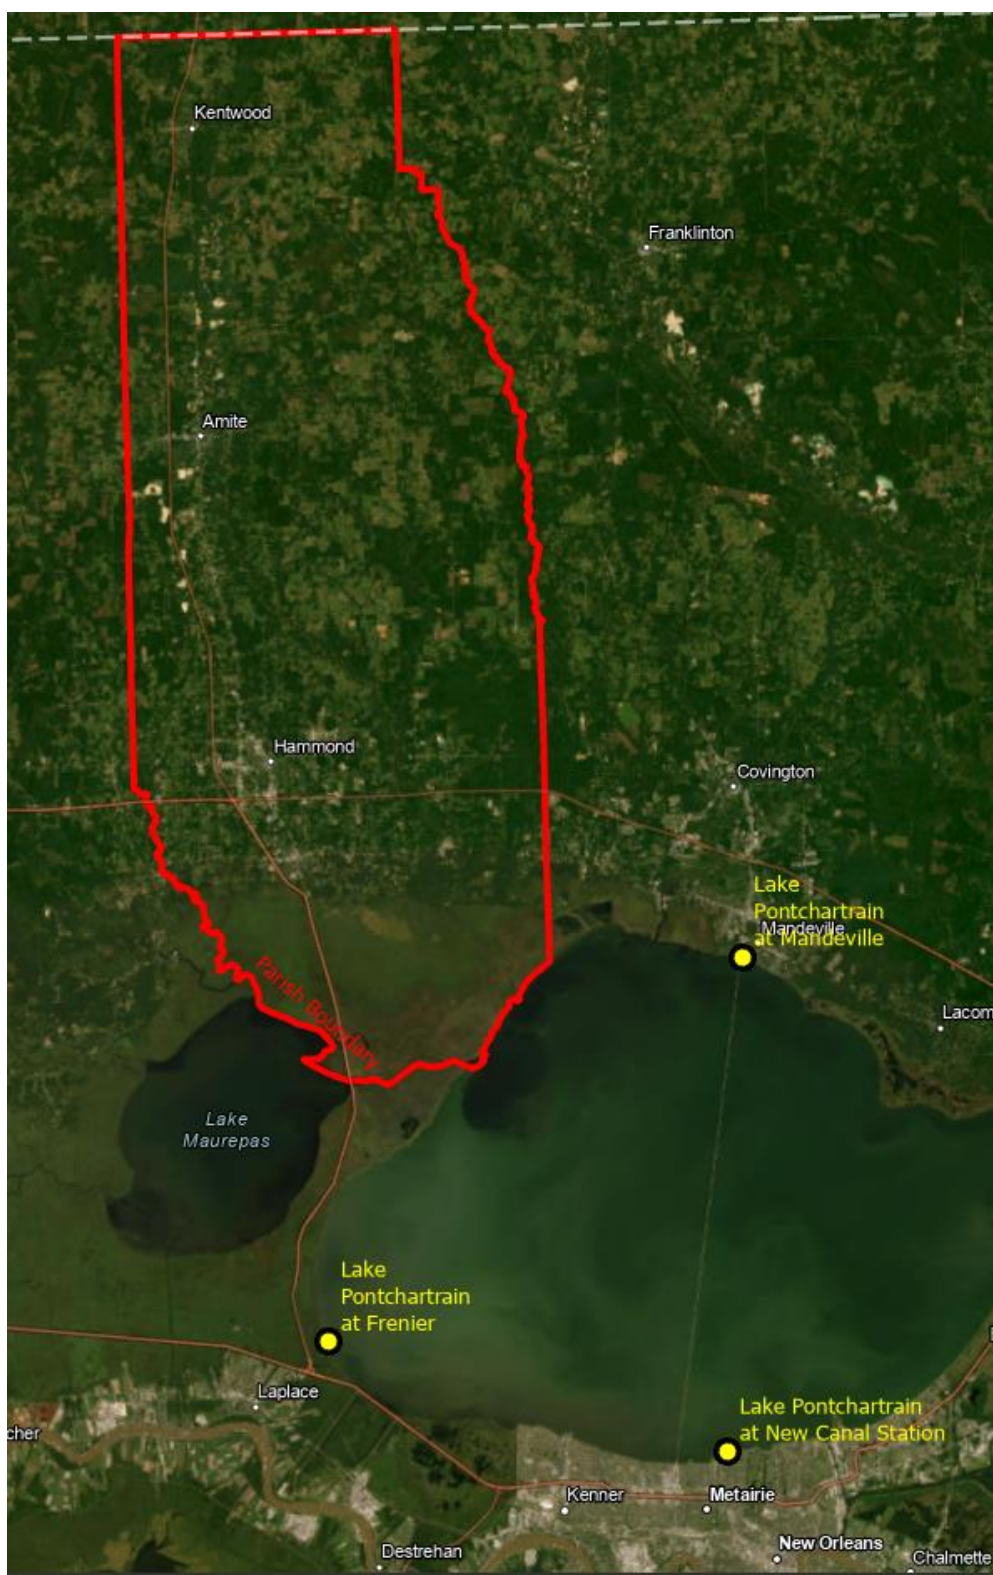 Kentwood
Franklinton
Amite
Hammond
Covington
Lake
Pontchartrain
at Mandeville
Mandeville
Parish Boundary
Lacom
Lake
Maurepas
Lake
Pontchartrain
at Frenier
Laplace
Lake Pontchartrain
at New Canal Station
cher
Kenner
Metairie
Destrehan
New Orleans
Chalmette